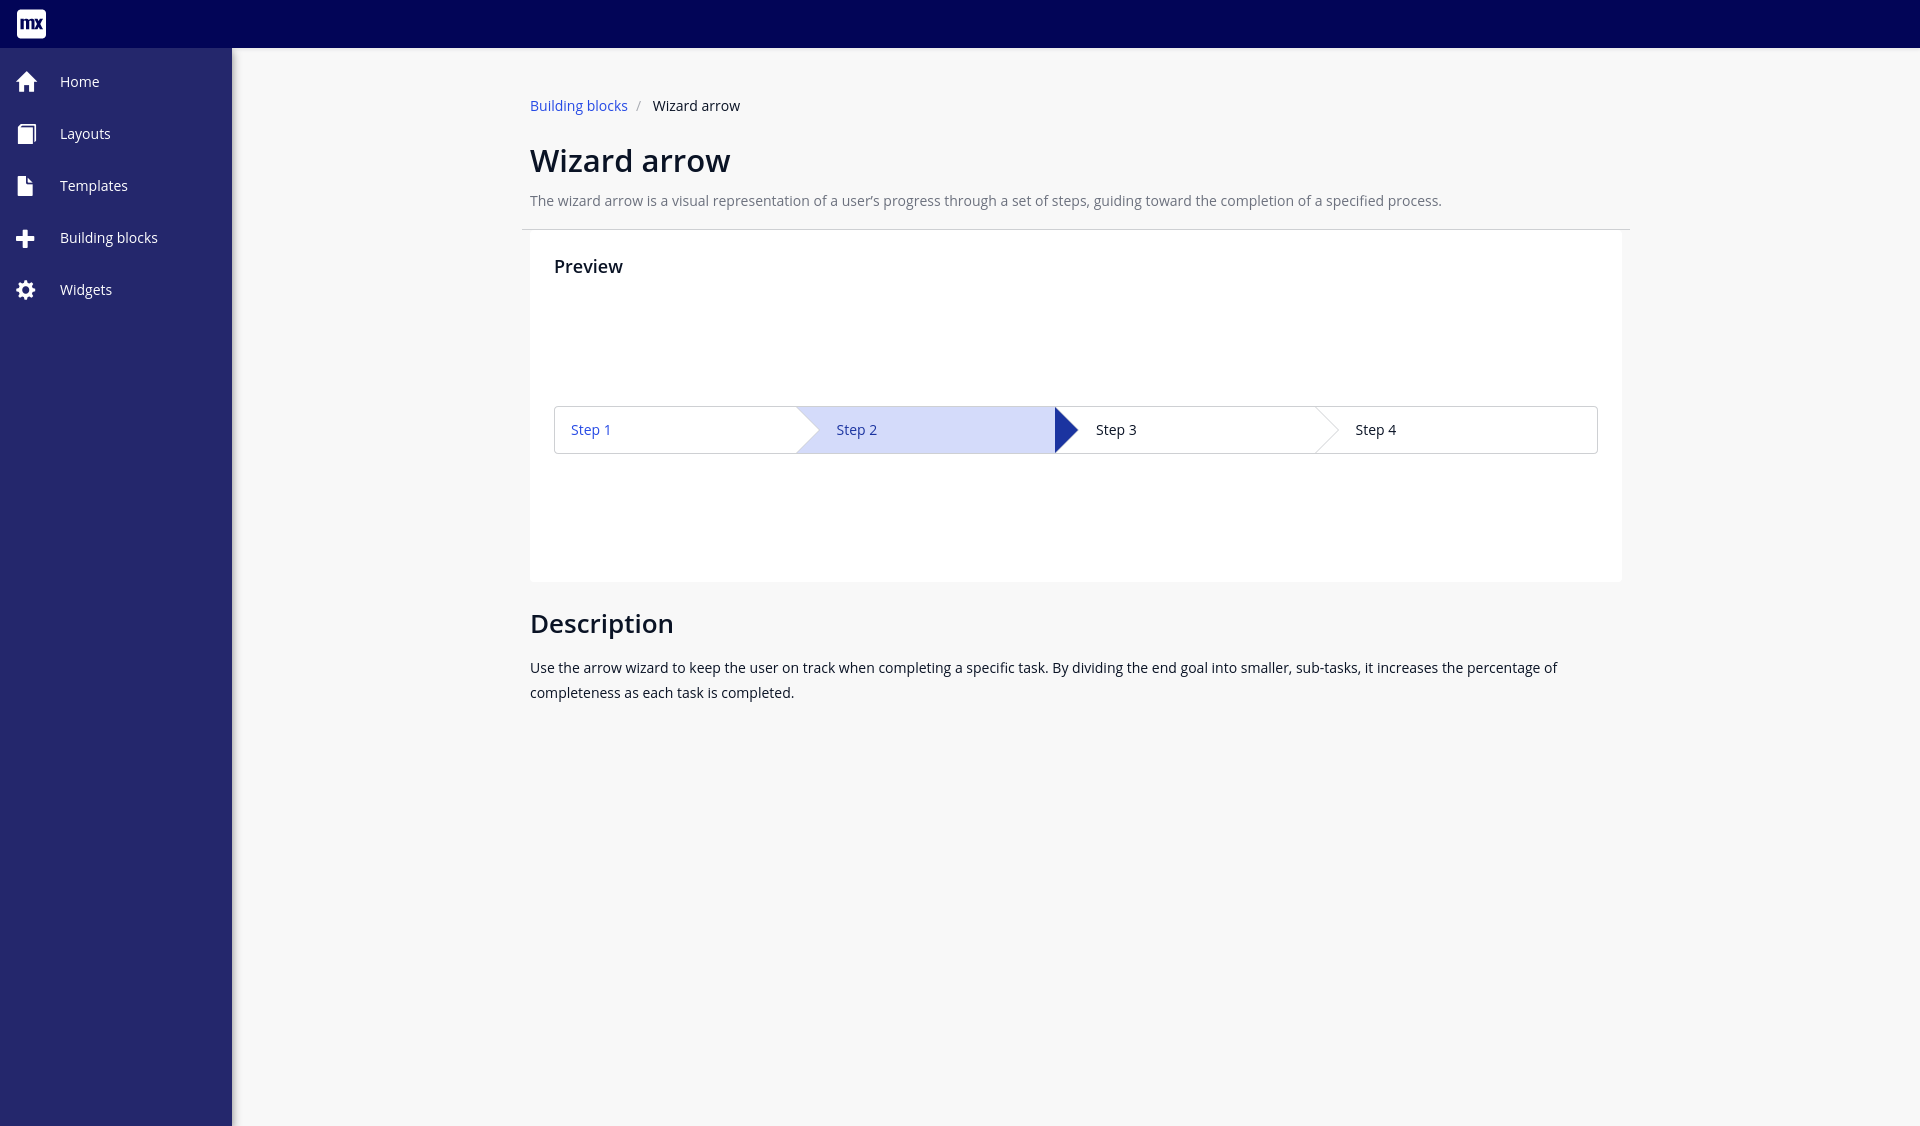 mx
Home
Layouts
Templates
Building blocks
Widgets
Building blocks / Wizard arrow
Wizard arrow
The wizard arrow is a visual representation of a user's progress through a set of steps, guiding toward the completion of a specified process.
Preview
Step 1 Step 2 Step 3 Step 4
Description
Use the arrow wizard to keep the user on track when completing a specific task. By dividing the end goal into smaller, sub-tasks, it increases the percentage of
completeness as each task is completed.